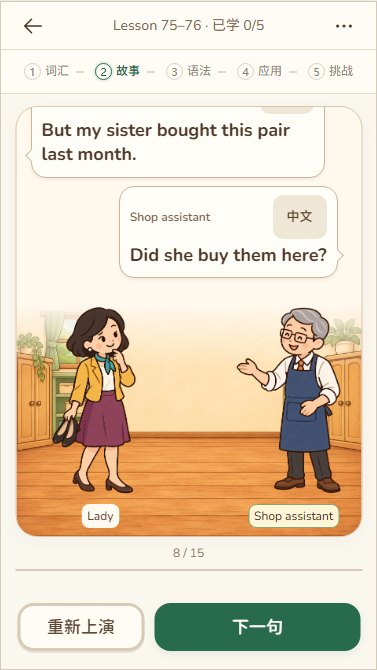 Lesson 75–76 · 已学 0/5
1 词汇 2 故事 3 语法 4 应用 5 挑战
But my sister bought this pair
last month.
Shop assistant 中文
Did she buy them here?
Lady Shop assistant
8 / 15
重新上演 下一句